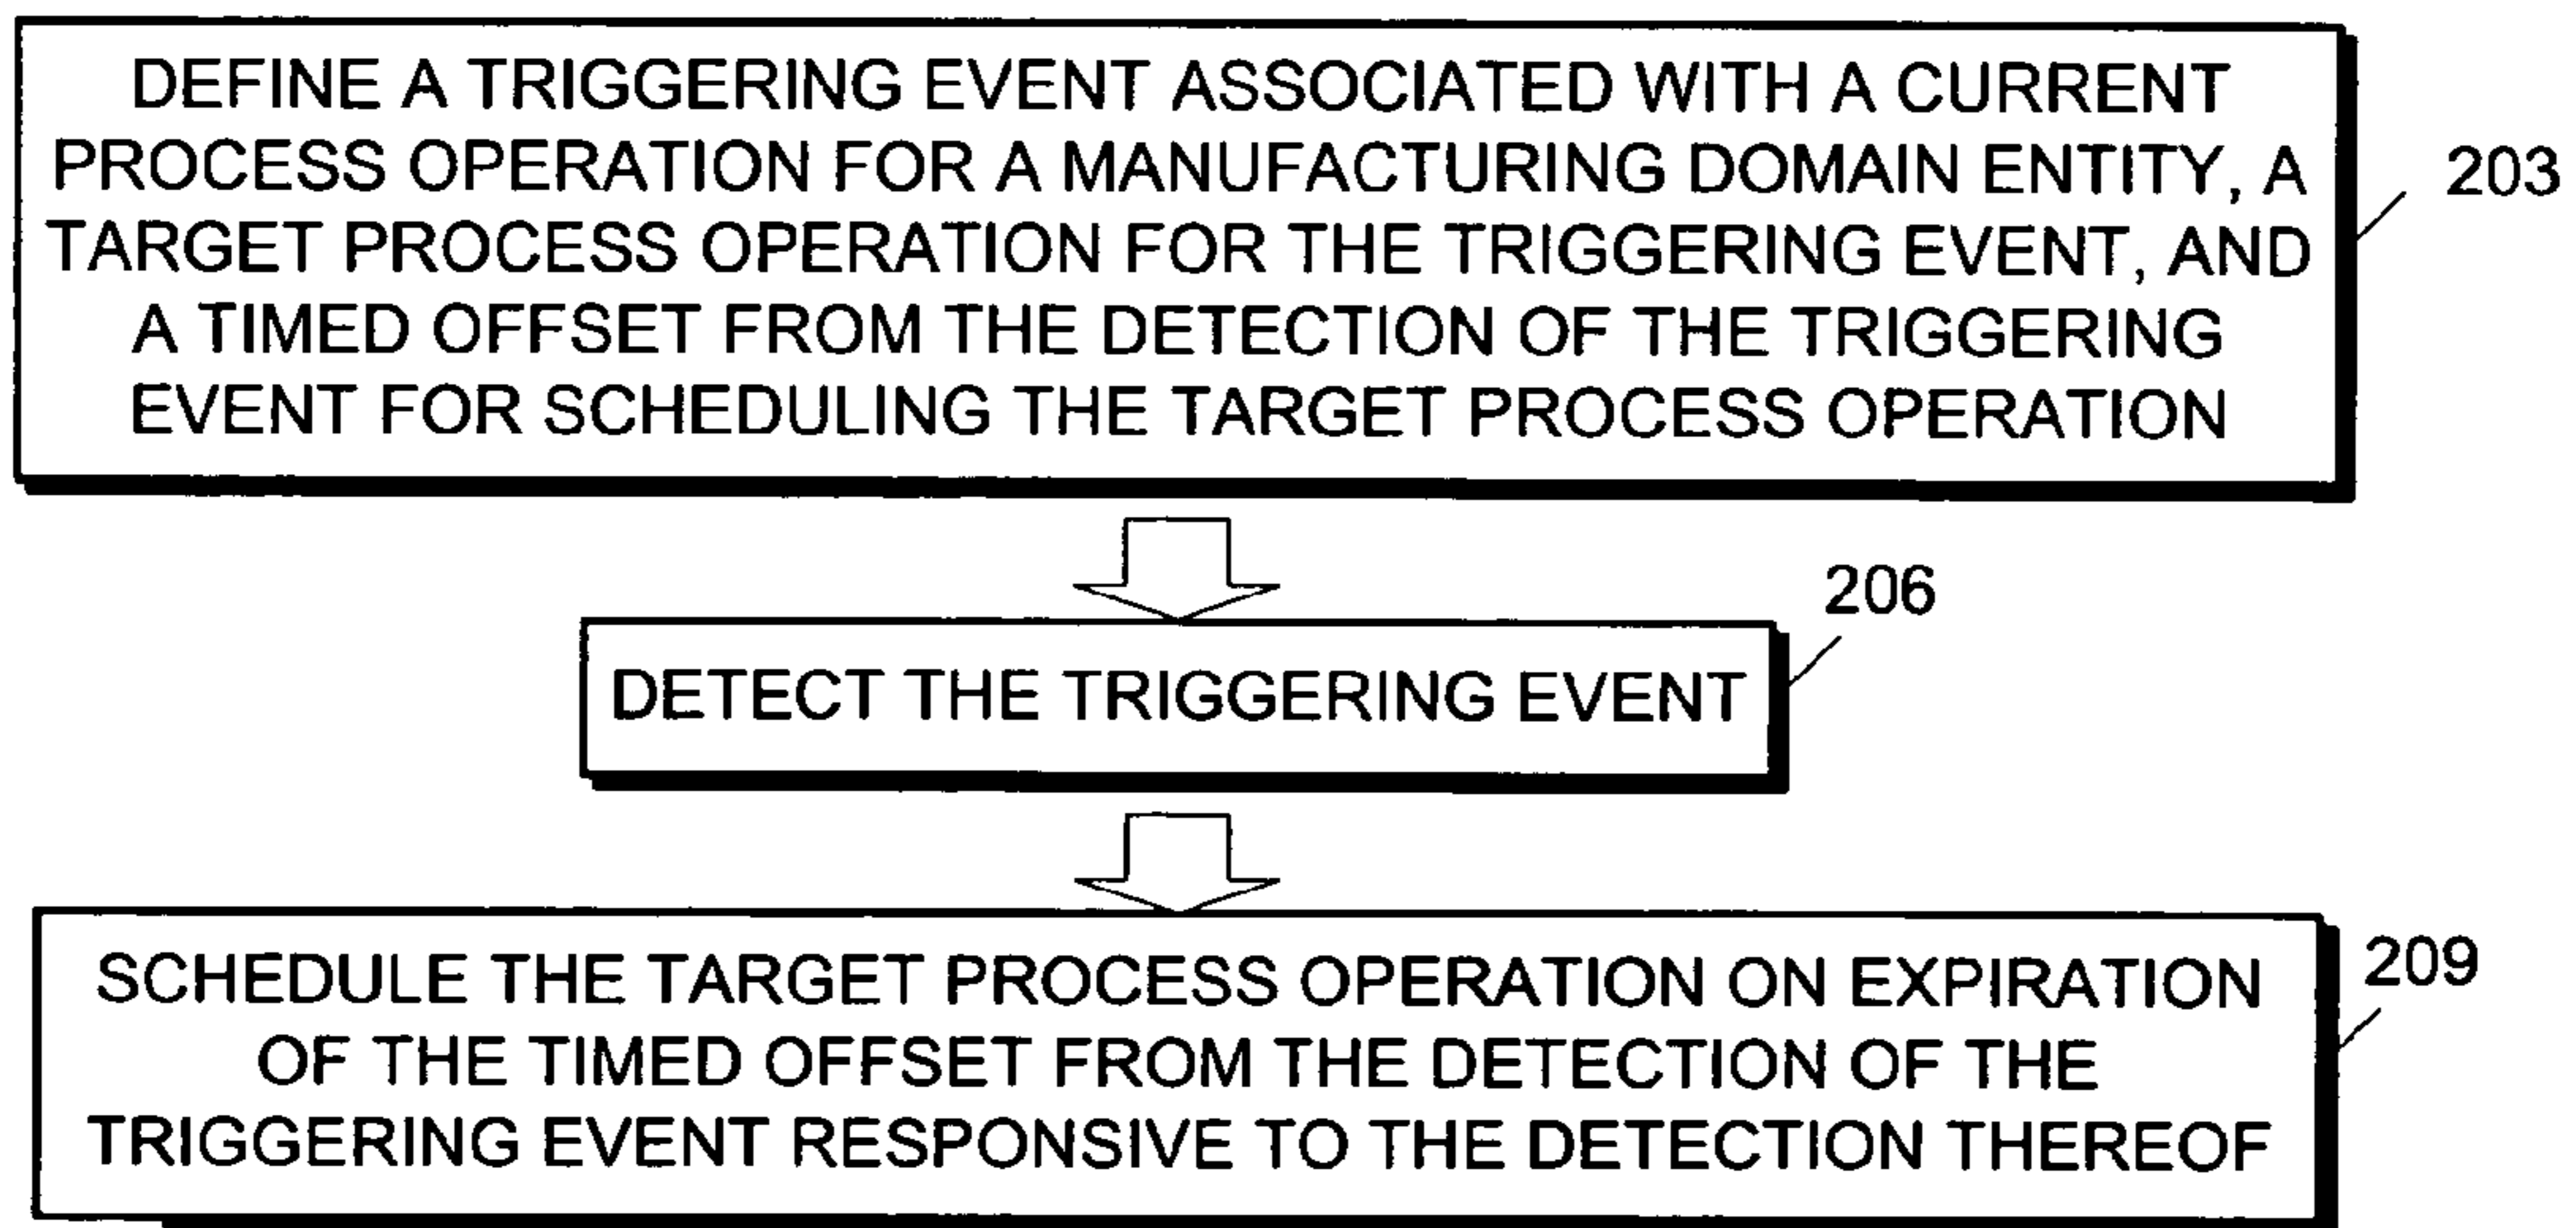 DEFINE A TRIGGERING EVENT ASSOCIATED WITH A CURRENT
PROCESS OPERATION FOR A MANUFACTURING DOMAIN ENTITY, A
TARGET PROCESS OPERATION FOR THE TRIGGERING EVENT, AND
A TIMED OFFSET FROM THE DETECTION OF THE TRIGGERING
EVENT FOR SCHEDULING THE TARGET PROCESS OPERATION
203
206
DETECT THE TRIGGERING EVENT
209
SCHEDULE THE TARGET PROCESS OPERATION ON EXPIRATION
OF THE TIMED OFFSET FROM THE DETECTION OF THE
TRIGGERING EVENT RESPONSIVE TO THE DETECTION THEREOF